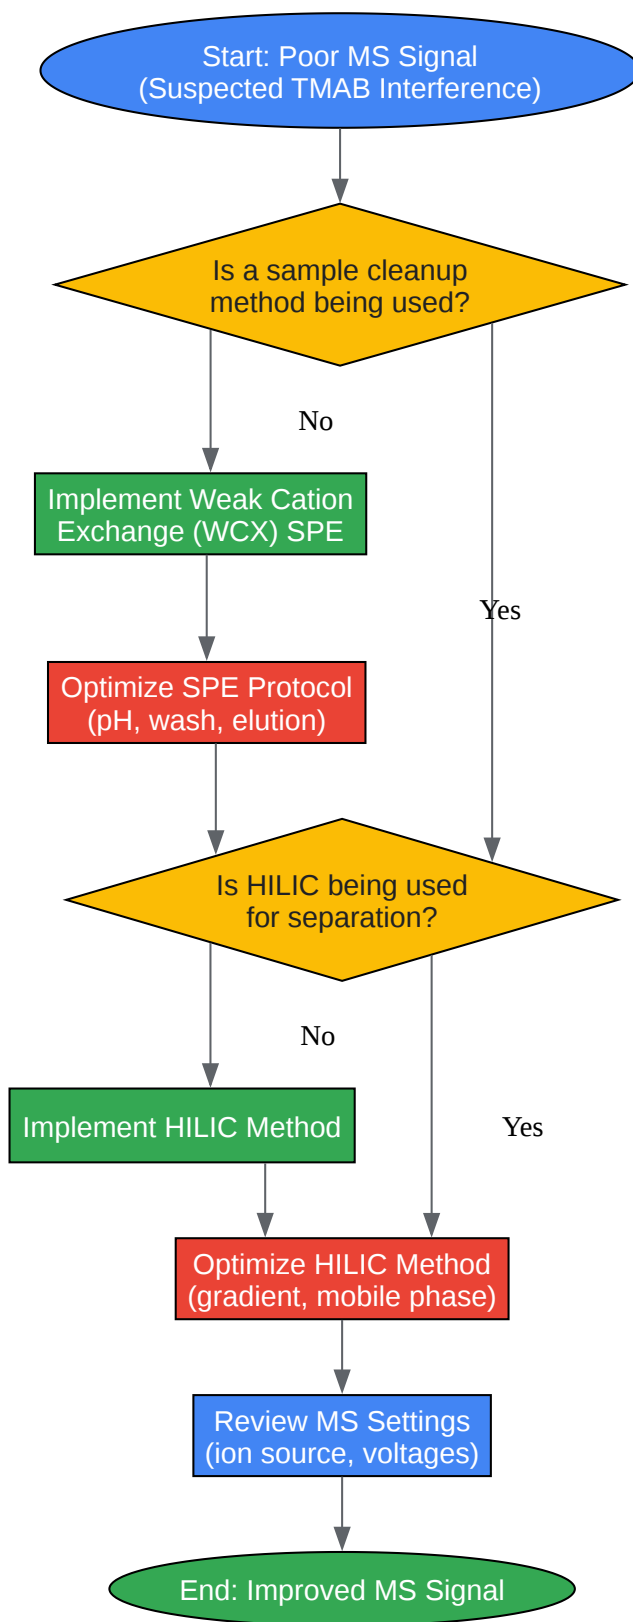 Start: Poor MS Signal
(Suspected TMAB Interference)
Is a sample cleanup
method being used?
No
Implement Weak Cation
Exchange (WCX) SPE
Yes
Optimize SPE Protocol
(pH, wash, elution)
Is HILIC being used
for separation?
No
Implement HILIC Method
Yes
Optimize HILIC Method
(gradient, mobile phase)
Review MS Settings
(ion source, voltages)
End: Improved MS Signal